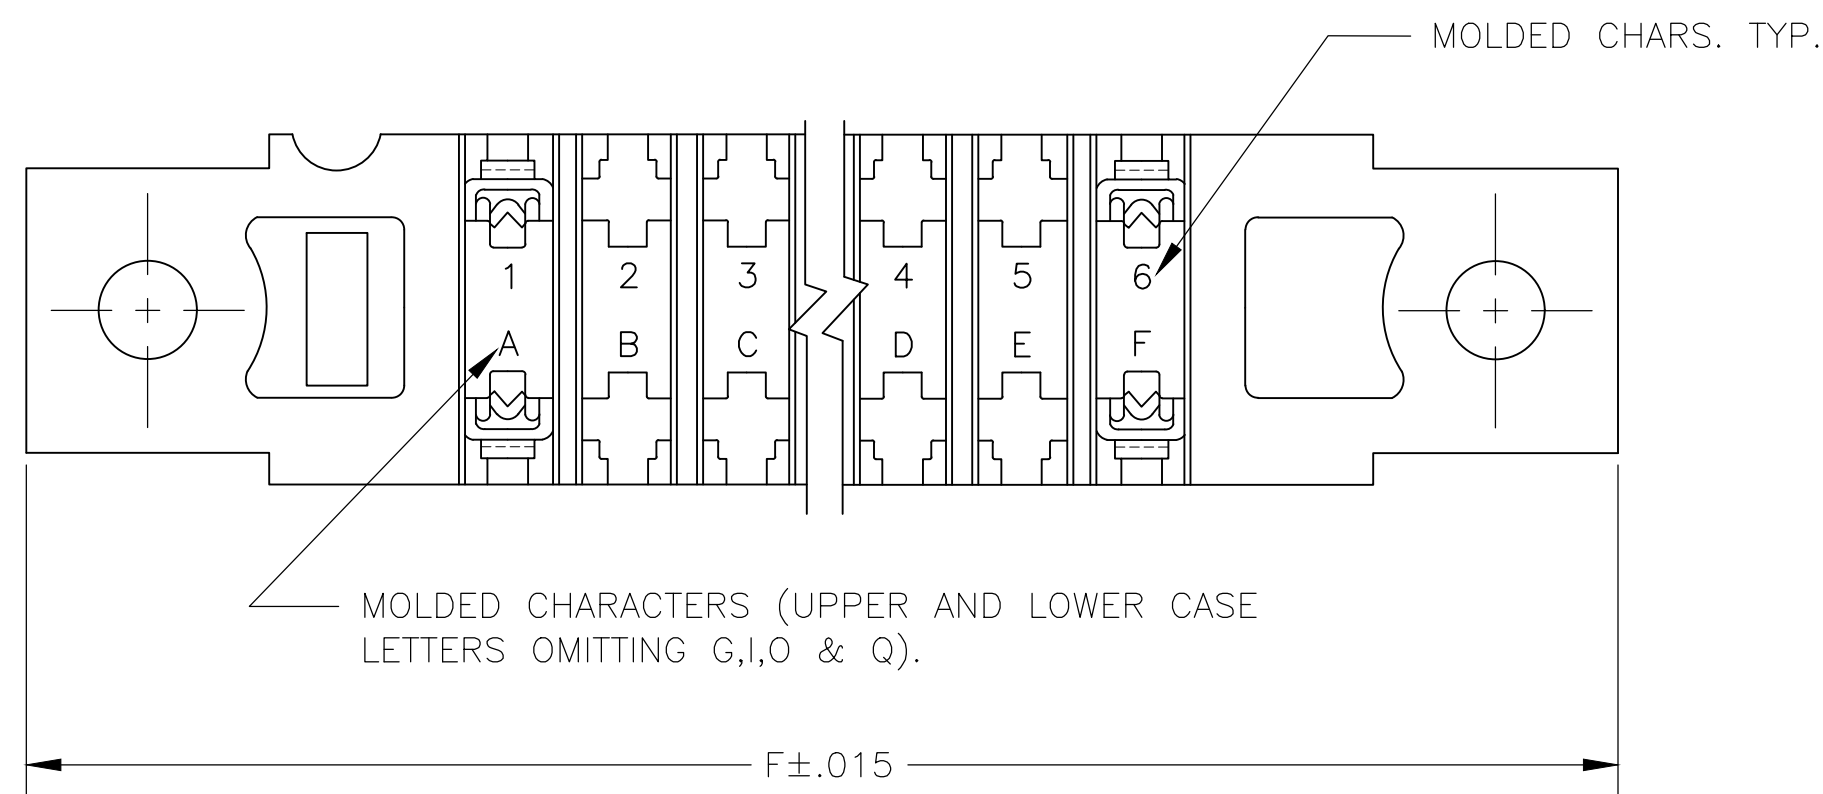 MOLDED CHARS. TYP.
1 2 3 4 5 6
A B C D E F
MOLDED CHARACTERS (UPPER AND LOWER CASE
LETTERS OMITTING G,I,O & Q).
F±.015